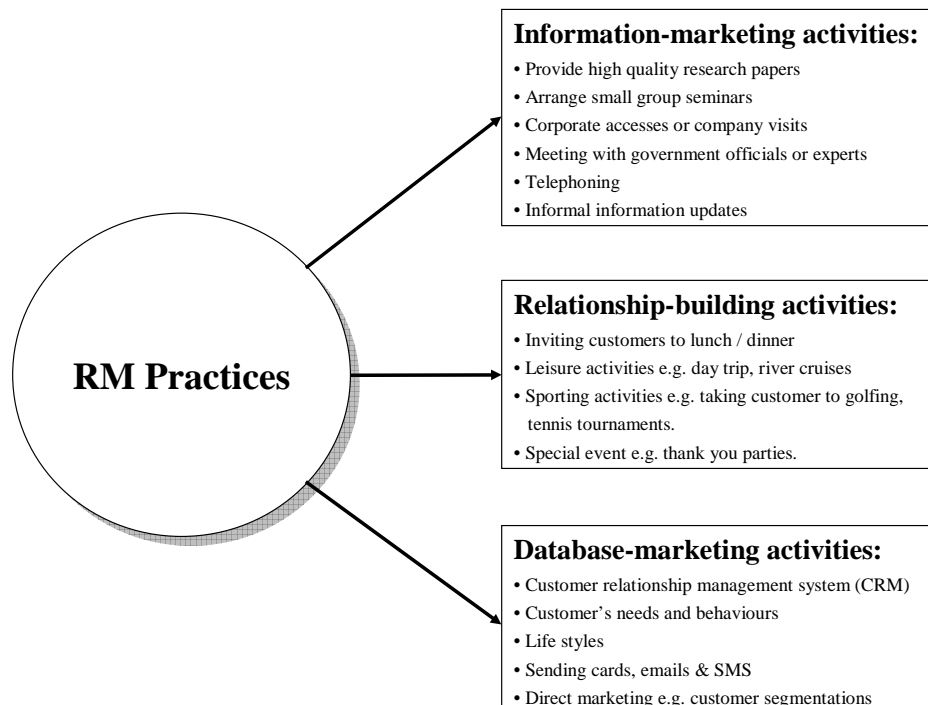 Information-marketing activities:
• Provide high quality research papers
• Arrange small group seminars
• Corporate accesses or company visits
• Meeting with government officials or experts
• Telephoning
• Informal information updates
RM Practices
Relationship-building activities:
• Inviting customers to lunch / dinner
• Leisure activities e.g. day trip, river cruises
• Sporting activities e.g. taking customer to golfing,
tennis tournaments.
• Special event e.g. thank you parties.
Database-marketing activities:
• Customer relationship management system (CRM)
• Customer’s needs and behaviours
• Life styles
• Sending cards, emails & SMS
• Direct marketing e.g. customer segmentations